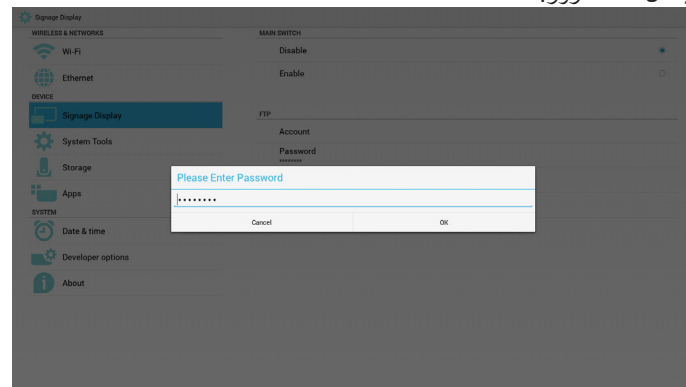 Signage Display
WIRELESS & NETWORKS
Wi-Fi
Ethernet
DEVICE
Signage Display
System Tools
Storage
Apps
SYSTEM
Date & time
Developer options
About
MAIN SWITCH
Disable
Enable
FTP
Account
Password
********
Please Enter Password
••••••••
Cancel
OK